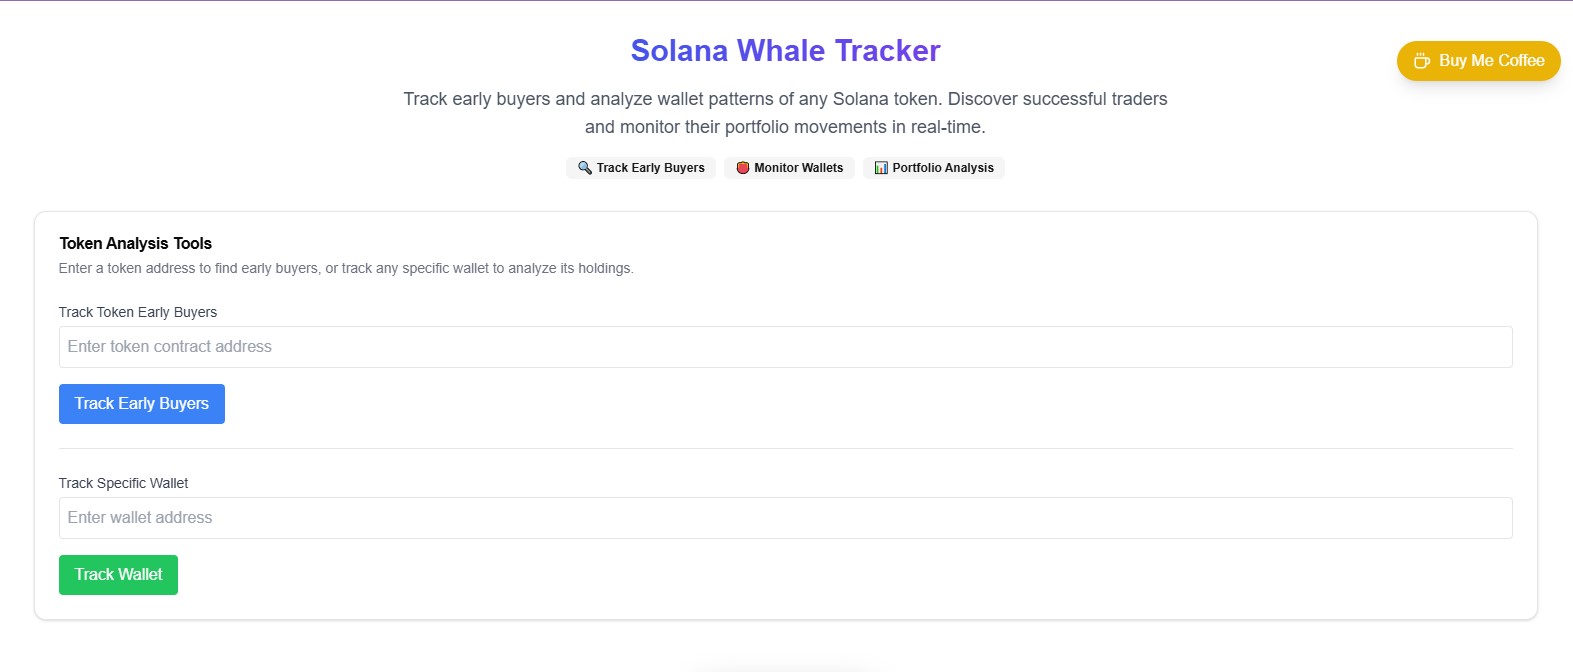 Solana Whale Tracker
Buy Me Coffee
Track early buyers and analyze wallet patterns of any Solana token. Discover successful traders
and monitor their portfolio movements in real-time.
Track Early Buyers
Monitor Wallets
Portfolio Analysis
Token Analysis Tools
Enter a token address to find early buyers, or track any specific wallet to analyze its holdings.
Track Token Early Buyers
Enter token contract address
Track Early Buyers
Track Specific Wallet
Enter wallet address
Track Wallet